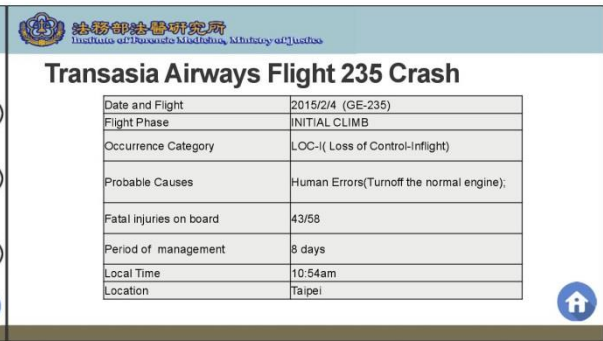 法務部法醫研究所
Institute of Forensic Medicine, Ministry of Justice
Transasia Airways Flight 235 Crash
Date and Flight 2015/2/4 (GE-235)
Flight Phase INITIAL CLIMB
Occurrence Category LOC-I( Loss of Control-Inflight)
Probable Causes Human Errors(Turnoff the normal engine);
Fatal injuries on board 43/58
Period of management 8 days
Local Time 10:54am
Location Taipei